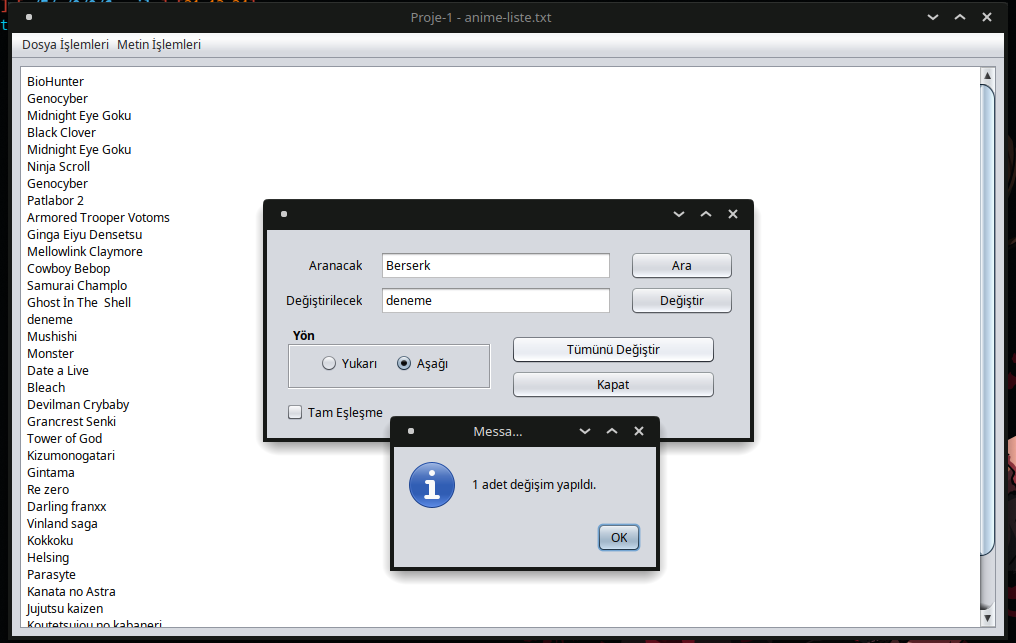 Proje-1 - anime-liste.txt
Dosya İşlemleri Metin İşlemleri
BioHunter
Genocyber
Midnight Eye Goku
Black Clover
Midnight Eye Goku
Ninja Scroll
Genocyber
Patlabor 2
Armored Trooper Votoms
Ginga Eiyu Densetsu
Mellowlink Claymore
Cowboy Bebop
Samurai Champlo
Ghost İn The  Shell
deneme
Mushishi
Monster
Date a Live
Bleach
Devilman Crybaby
Grancrest Senki
Tower of God
Kizumonogatari
Gintama
Re zero
Darling franxx
Vinland saga
Kokkoku
Helsing
Parasyte
Kanata no Astra
Jujutsu kaizen
Koutetsujou no kabaneri
Aranacak Berserk Ara
Değiştirilecek deneme Değiştir
Yön
Yukarı Aşağı
Tümünü Değiştir
Kapat
Tam Eşleşme
Messa...
1 adet değişim yapıldı.
OK